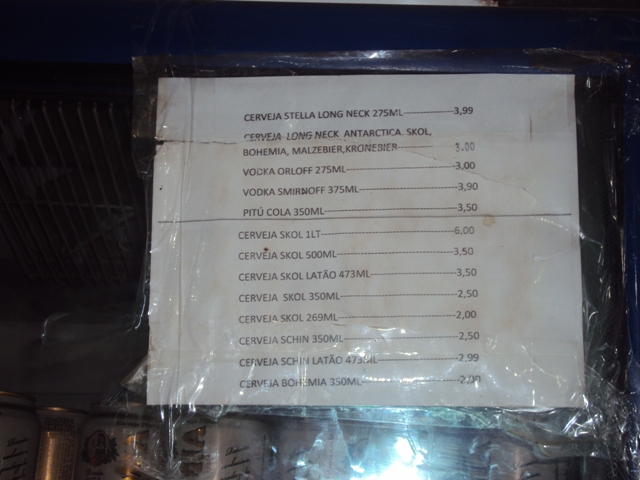 CERVEJA STELLA LONG NECK 275ML-----------------3,99
CERVEJA LONG NECK ANTARCTICA. SKOL,
BOHEMIA, MALZEBIER,KRONEBIER----------------- 3.00
VODKA ORLOFF 275ML-----------------------------3,00
VODKA SMIRNOFF 375ML--------------------------3,90
PITÚ COLA 350ML----------------------------------3,50
CERVEJA SKOL 1LT----------------------------------6,00
CERVEJA SKOL 500ML------------------------------3,50
CERVEJA SKOL LATÃO 473ML----------------------3,50
CERVEJA SKOL 350ML-----------------------------2,50
CERVEJA SKOL 269ML------------------------------2,00
CERVEJA SCHIN 350ML----------------------------2,50
CERVEJA SCHIN LATÃO 473ML--------------------2,99
CERVEJA BOHEMIA 350ML